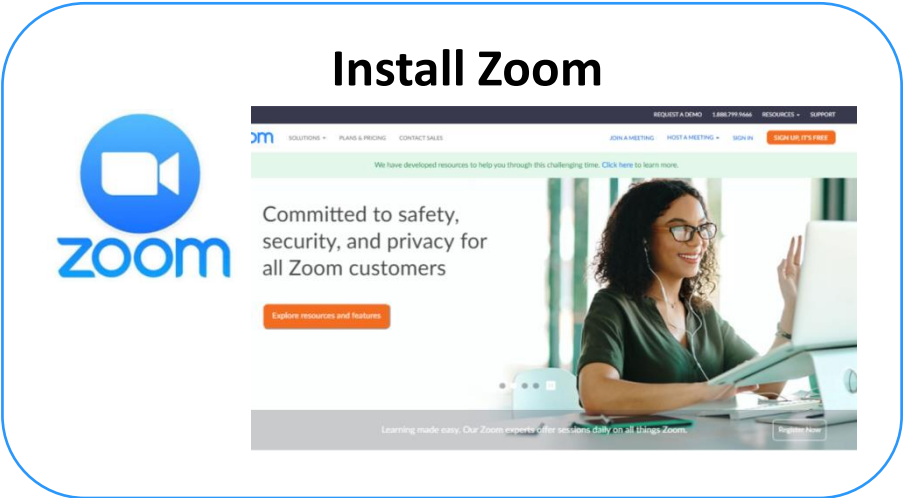 Install Zoom
zoom
REQUEST A DEMO 1.888.799.9666 RESOURCES SUPPORT
om SOLUTIONS PLANS & PRICING CONTACT SALES JOIN A MEETING HOST A MEETING SIGN IN SIGN UP, IT'S FREE
We have developed resources to help you through this challenging time. Click here to learn more.
Committed to safety,
security, and privacy for
all Zoom customers
Explore resources and features
Learning made easy. Our Zoom experts offer sessions daily on all things Zoom. Register Now